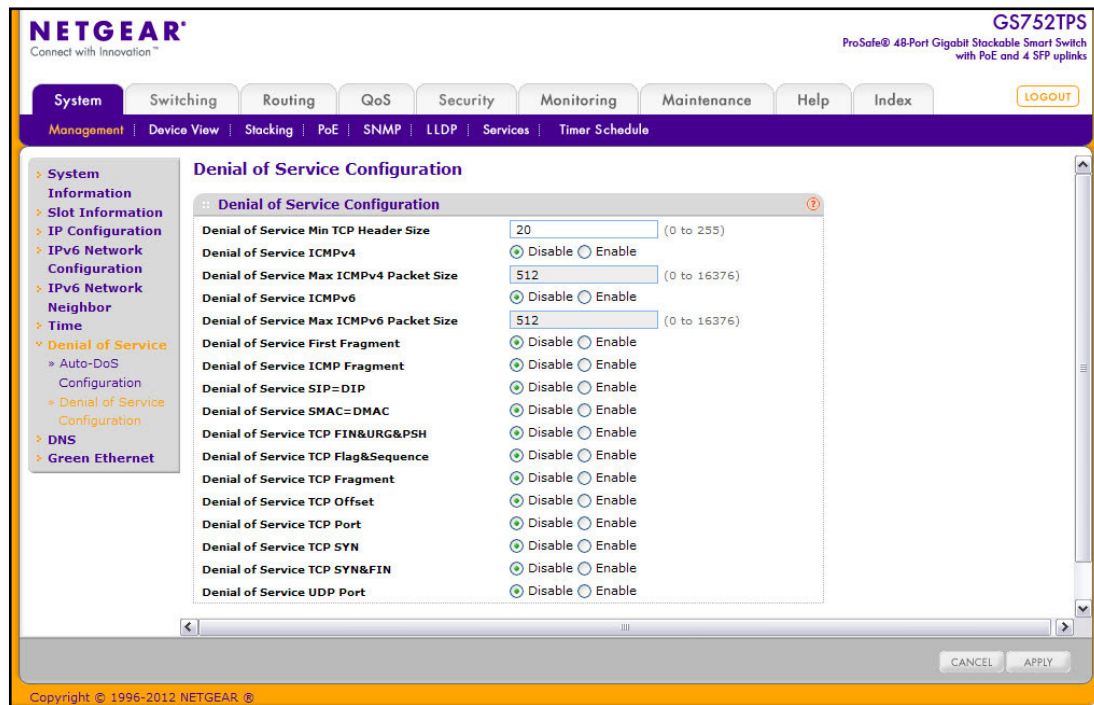 NETGEAR®
Connect with Innovation™
GS752TPS
ProSafe® 48-Port Gigabit Stackable Smart Switch
with PoE and 4 SFP uplinks
System Switching Routing QoS Security Monitoring Maintenance Help Index LOGOUT
Management Device View Stacking PoE SNMP LLDP Services Timer Schedule
System
Information
Slot Information
IP Configuration
IPv6 Network
Configuration
IPv6 Network
Neighbor
Time
Denial of Service
» Auto-DoS
Configuration
» Denial of Service
Configuration
DNS
Green Ethernet
Denial of Service Configuration
Denial of Service Configuration ?
Denial of Service Min TCP Header Size 20 (0 to 255)
Denial of Service ICMPv4 Disable Enable
Denial of Service Max ICMPv4 Packet Size 512 (0 to 16376)
Denial of Service ICMPv6 Disable Enable
Denial of Service Max ICMPv6 Packet Size 512 (0 to 16376)
Denial of Service First Fragment Disable Enable
Denial of Service ICMP Fragment Disable Enable
Denial of Service SIP=DIP Disable Enable
Denial of Service SMAC=DMAC Disable Enable
Denial of Service TCP FIN&URG&PSH Disable Enable
Denial of Service TCP Flag&Sequence Disable Enable
Denial of Service TCP Fragment Disable Enable
Denial of Service TCP Offset Disable Enable
Denial of Service TCP Port Disable Enable
Denial of Service TCP SYN Disable Enable
Denial of Service TCP SYN&FIN Disable Enable
Denial of Service UDP Port Disable Enable
CANCEL APPLY
Copyright © 1996-2012 NETGEAR ®